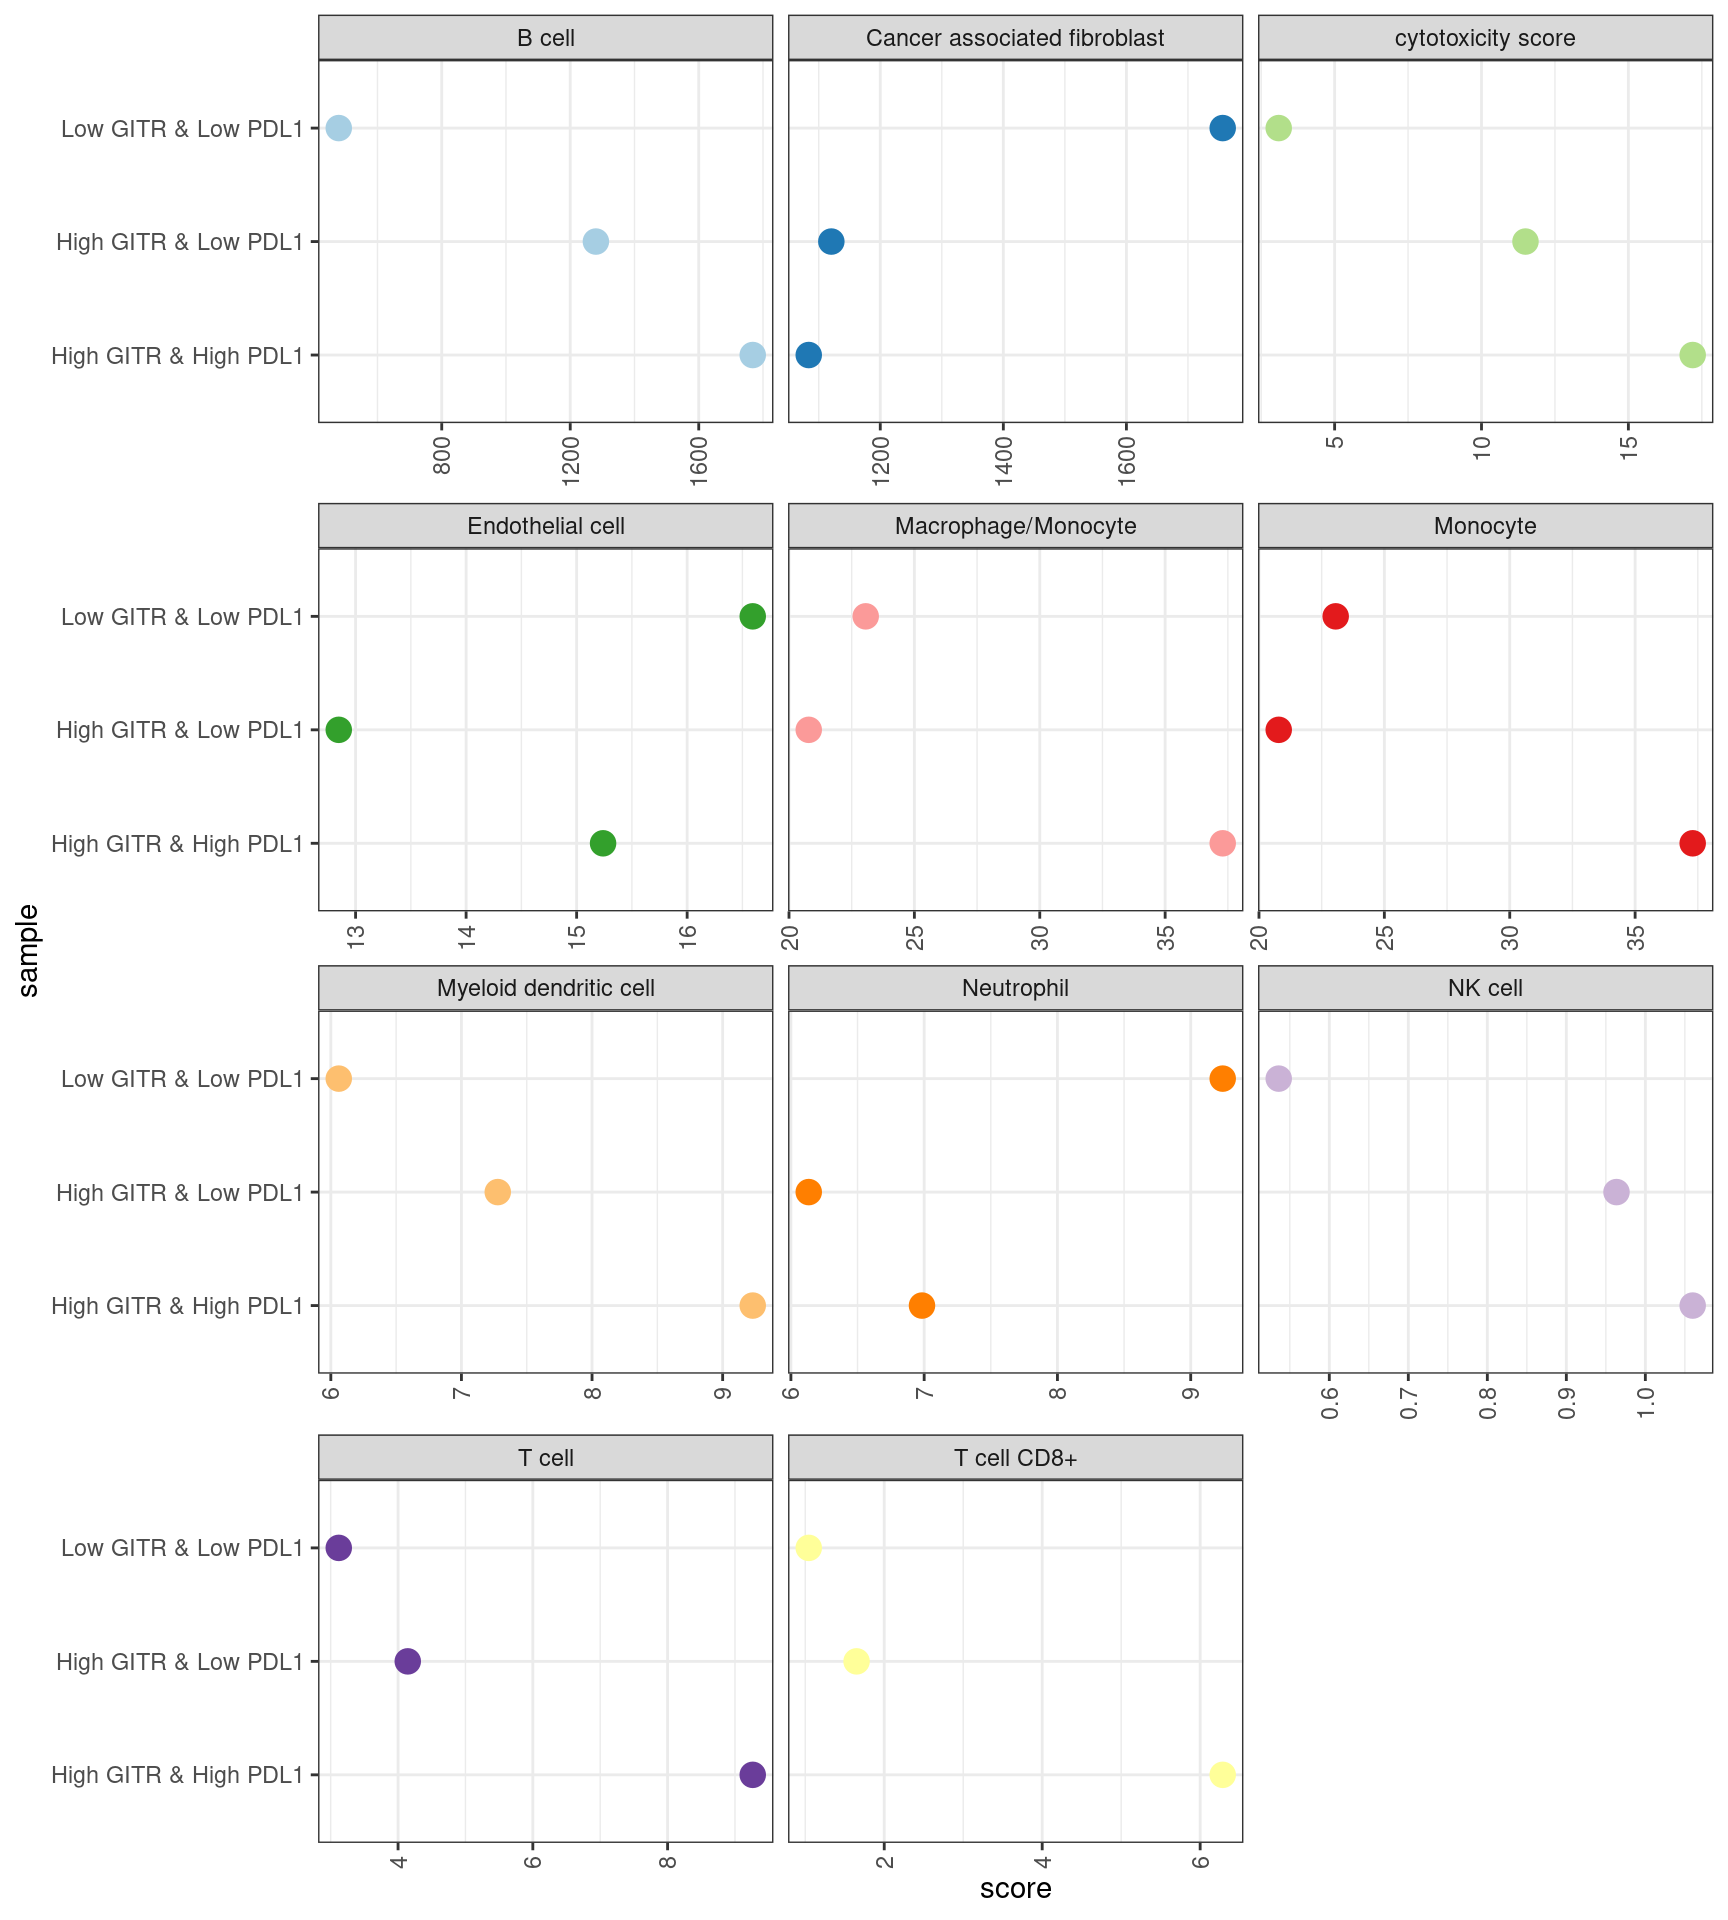 B cell
Cancer associated fibroblast
cytotoxicity score
Low GITR & Low PDL1
High GITR & Low PDL1
High GITR & High PDL1
800 1200 1600
1200 1400 1600
5 10 15
Endothelial cell
Macrophage/Monocyte
Monocyte
Low GITR & Low PDL1
High GITR & Low PDL1
High GITR & High PDL1
13 14 15 16
20 25 30 35
20 25 30 35
sample
Myeloid dendritic cell
Neutrophil
NK cell
Low GITR & Low PDL1
High GITR & Low PDL1
High GITR & High PDL1
6 7 8 9
6 7 8 9
0.6 0.7 0.8 0.9 1.0
T cell
T cell CD8+
Low GITR & Low PDL1
High GITR & Low PDL1
High GITR & High PDL1
4 6 8
2 4 6
score